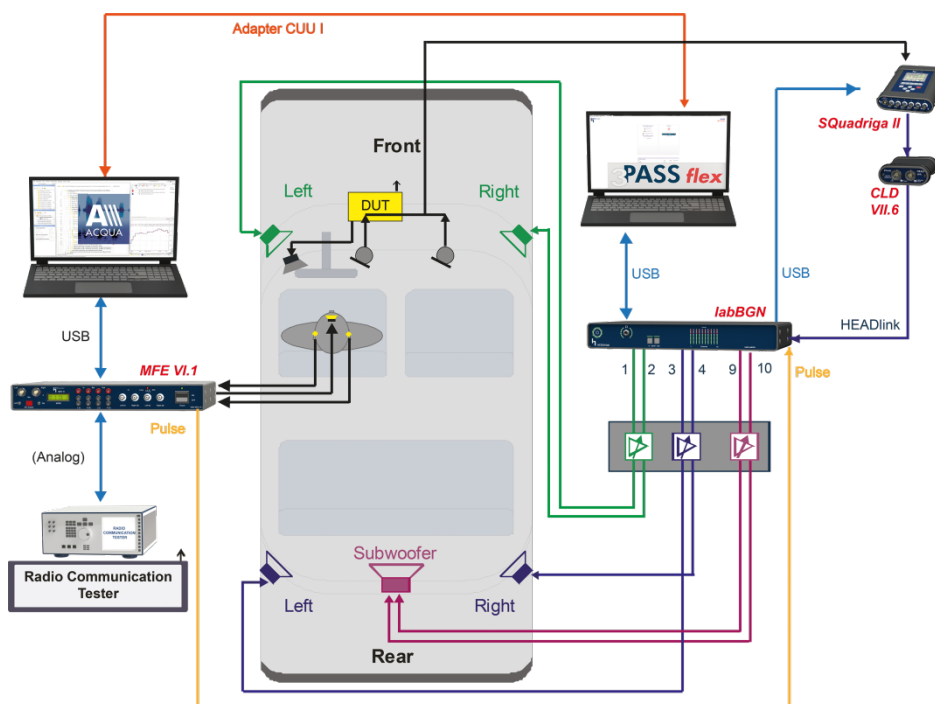 Adapter CUU I
Front
Left
Right
DUT
ACQUA
3PASS flex
SQuadriga II
CLD
VII.6
USB
USB
USB
labBGN
HEADlink
MFE VI.1
1
2
3
4
9
10
Pulse
Pulse
(Analog)
RADIO
COMMUNICATION
TESTER
Radio Communication
Tester
Subwoofer
Left
Right
Rear